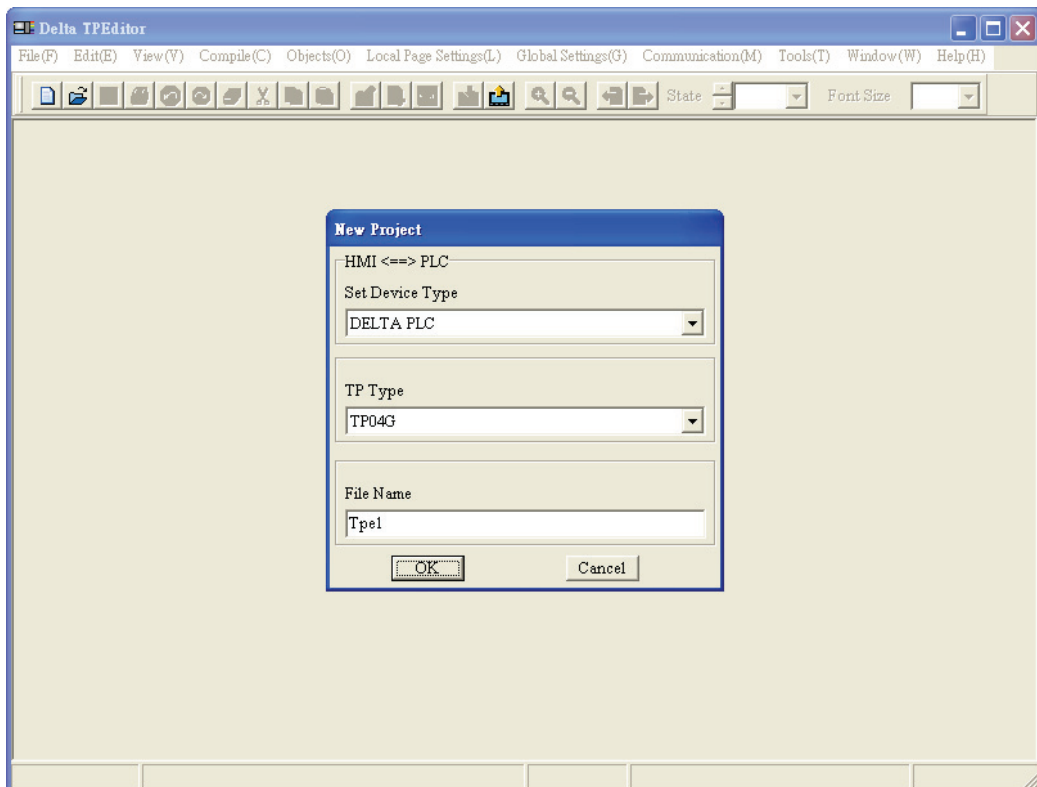 Delta TPEditor
File(F) Edit(E) View(V) Compile(C) Objects(O) Local Page Settings(L) Global Settings(G) Communication(M) Tools(T) Window(W) Help(H)
State Font Size
New Project
HMI <==> PLC
Set Device Type
DELTA PLC
TP Type
TP04G
File Name
Tpe1
OK Cancel